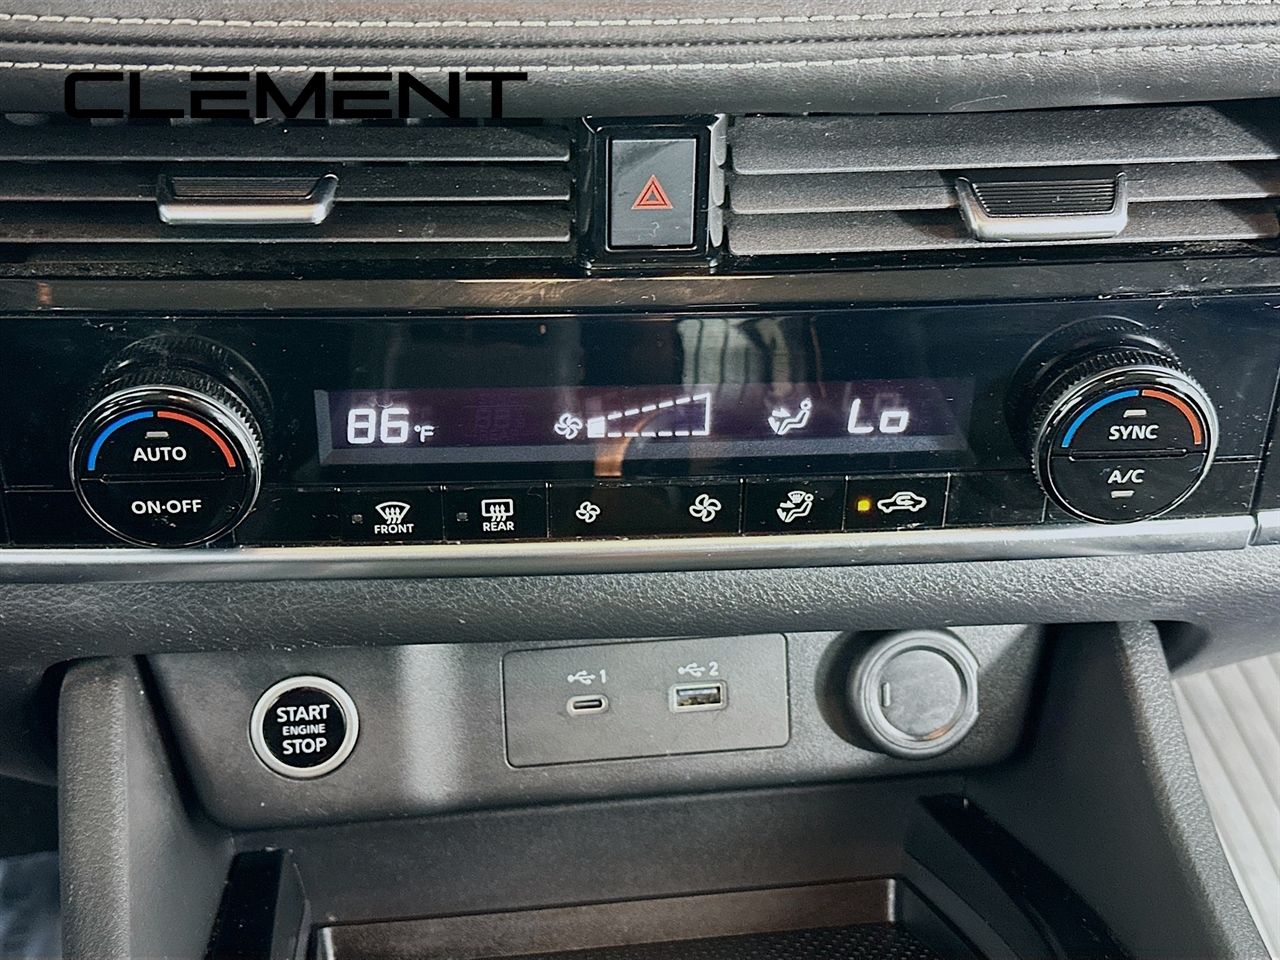 CLEMENT
86°F
Lo
AUTO
ON·OFF
SYNC
A/C
FRONT
REAR
1
2
START
ENGINE
STOP